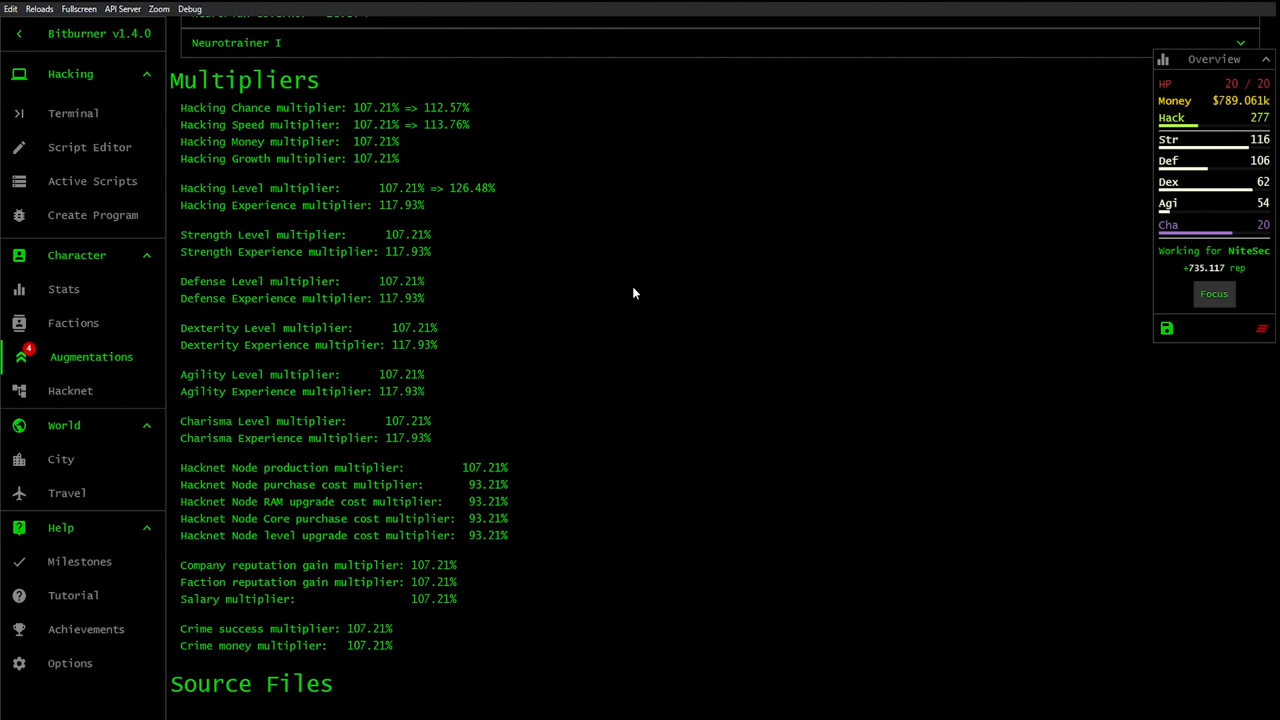 Edit Reloads Fullscreen API Server Zoom Debug
Bitburner v1.4.0
Hacking
Terminal
Script Editor
Active Scripts
Create Program
Character
Stats
Factions
4
Augmentations
Hacknet
World
City
Travel
Help
Milestones
Tutorial
Achievements
Options
Neurotrainer I
Multipliers
Hacking Chance multiplier: 107.21% => 112.57%
Hacking Speed multiplier: 107.21% => 113.76%
Hacking Money multiplier: 107.21%
Hacking Growth multiplier: 107.21%
Hacking Level multiplier: 107.21% => 126.48%
Hacking Experience multiplier: 117.93%
Strength Level multiplier: 107.21%
Strength Experience multiplier: 117.93%
Defense Level multiplier: 107.21%
Defense Experience multiplier: 117.93%
Dexterity Level multiplier: 107.21%
Dexterity Experience multiplier: 117.93%
Agility Level multiplier: 107.21%
Agility Experience multiplier: 117.93%
Charisma Level multiplier: 107.21%
Charisma Experience multiplier: 117.93%
Hacknet Node production multiplier: 107.21%
Hacknet Node purchase cost multiplier: 93.21%
Hacknet Node RAM upgrade cost multiplier: 93.21%
Hacknet Node Core purchase cost multiplier: 93.21%
Hacknet Node level upgrade cost multiplier: 93.21%
Company reputation gain multiplier: 107.21%
Faction reputation gain multiplier: 107.21%
Salary multiplier: 107.21%
Crime success multiplier: 107.21%
Crime money multiplier: 107.21%
Source Files
Overview
HP 20 / 20
Money $789.061k
Hack 277
Str 116
Def 106
Dex 62
Agi 54
Cha 20
Working for NiteSec
+735.117 rep
Focus